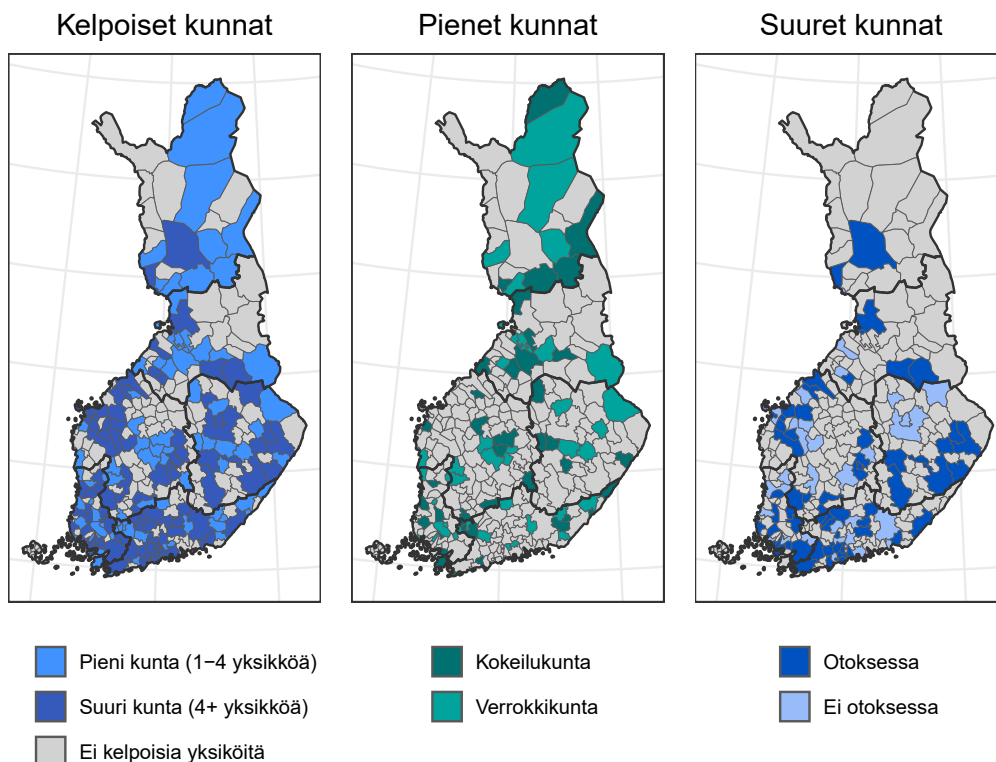 Kelpoiset kunnat
Pienet kunnat
Suuret kunnat
Pieni kunta (1−4 yksikköä)
Suuri kunta (4+ yksikköä)
Ei kelpoisia yksiköitä
Kokeilukunta
Verrokkikunta
Otoksessa
Ei otoksessa